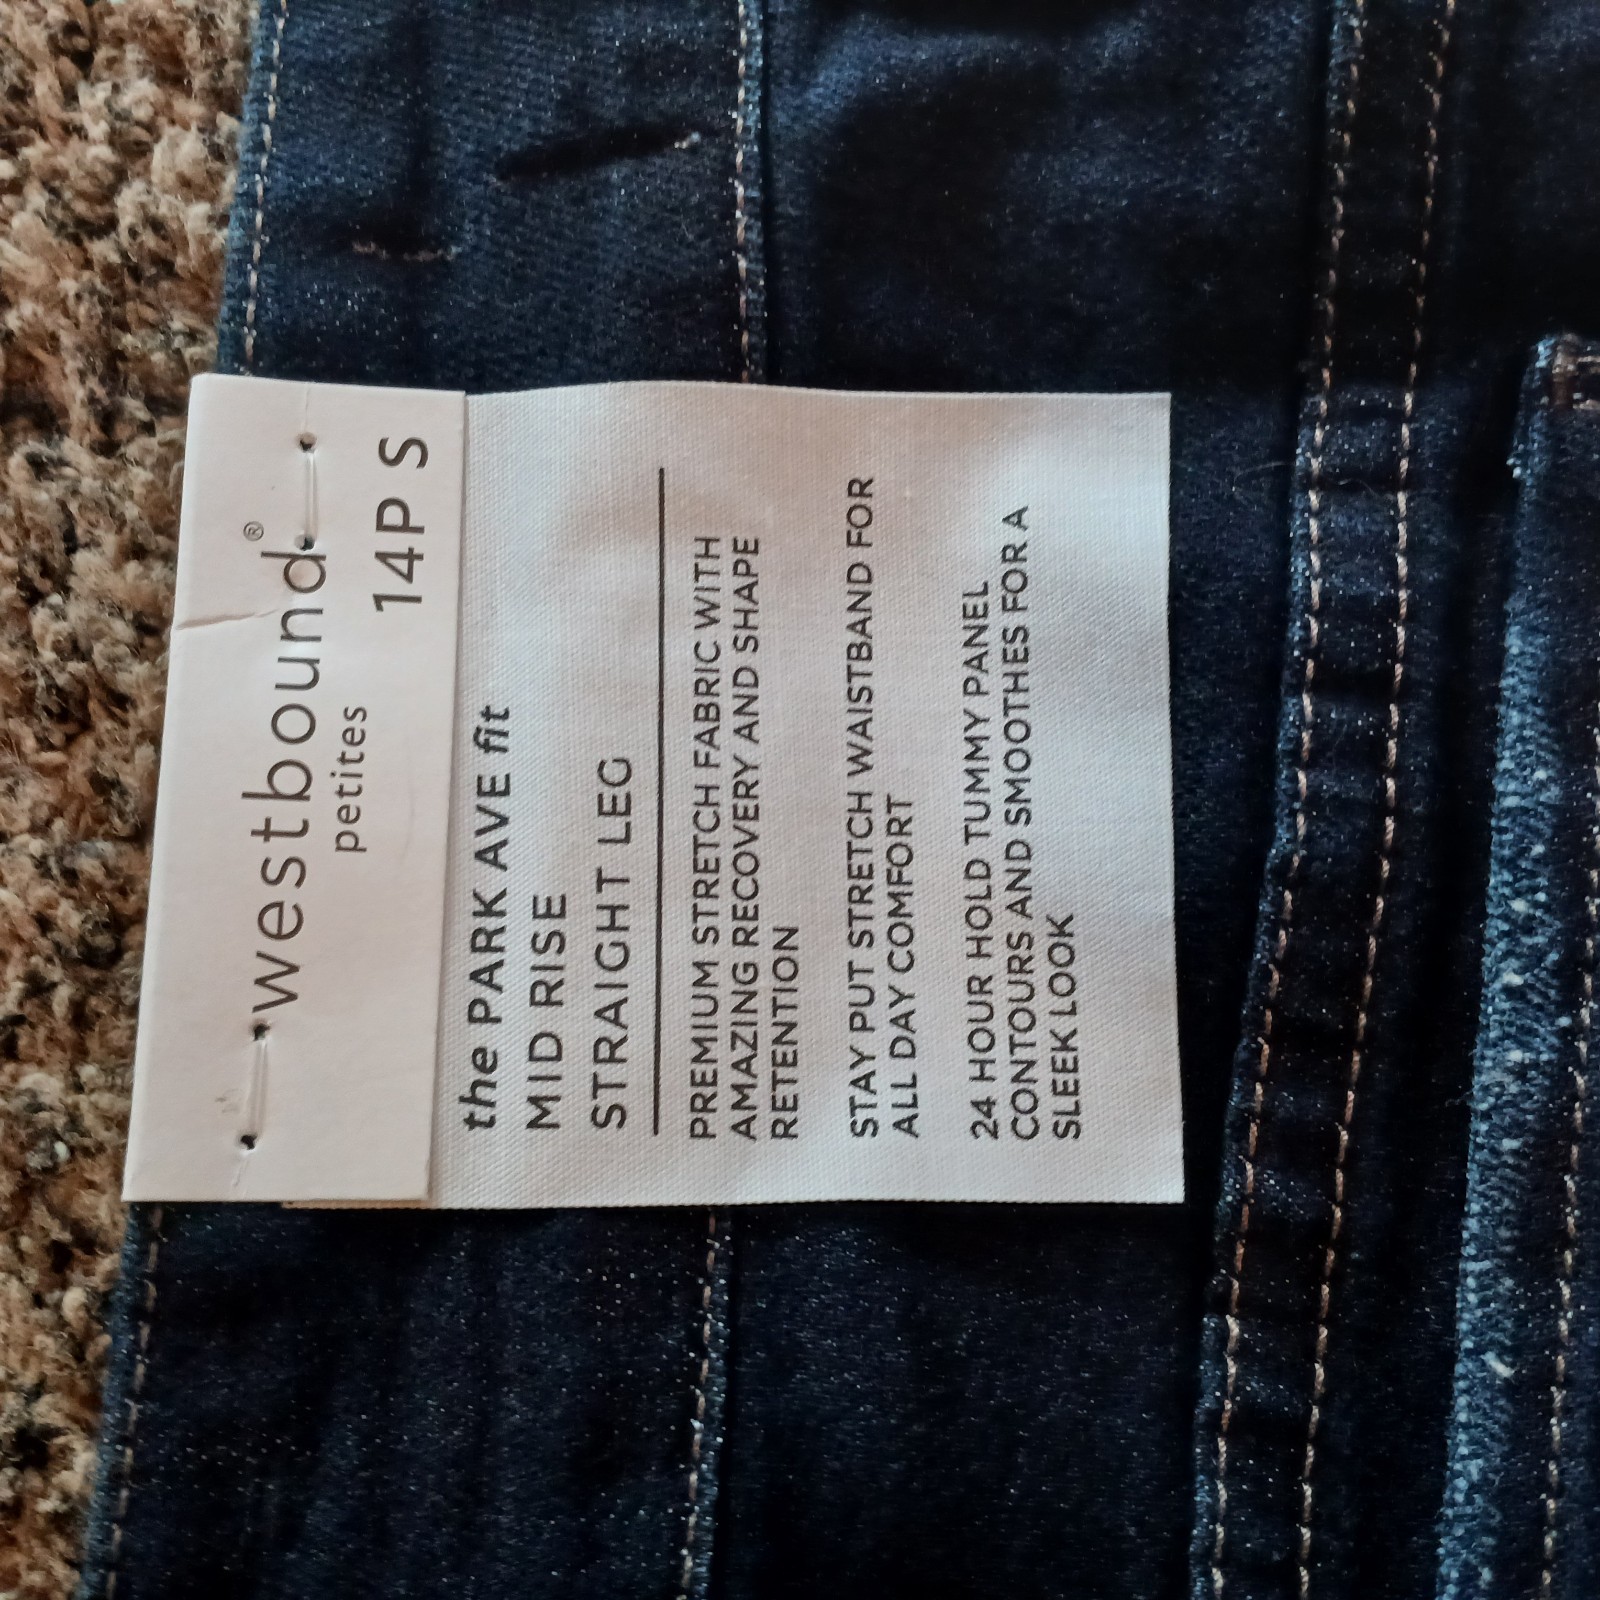 westbound®
petites
14P S
the PARK AVE fit
MID RISE
STRAIGHT LEG
PREMIUM STRETCH FABRIC WITH
AMAZING RECOVERY AND SHAPE
RETENTION
STAY PUT STRETCH WAISTBAND FOR
ALL DAY COMFORT
24 HOUR HOLD TUMMY PANEL
CONTOURS AND SMOOTHES FOR A
SLEEK LOOK